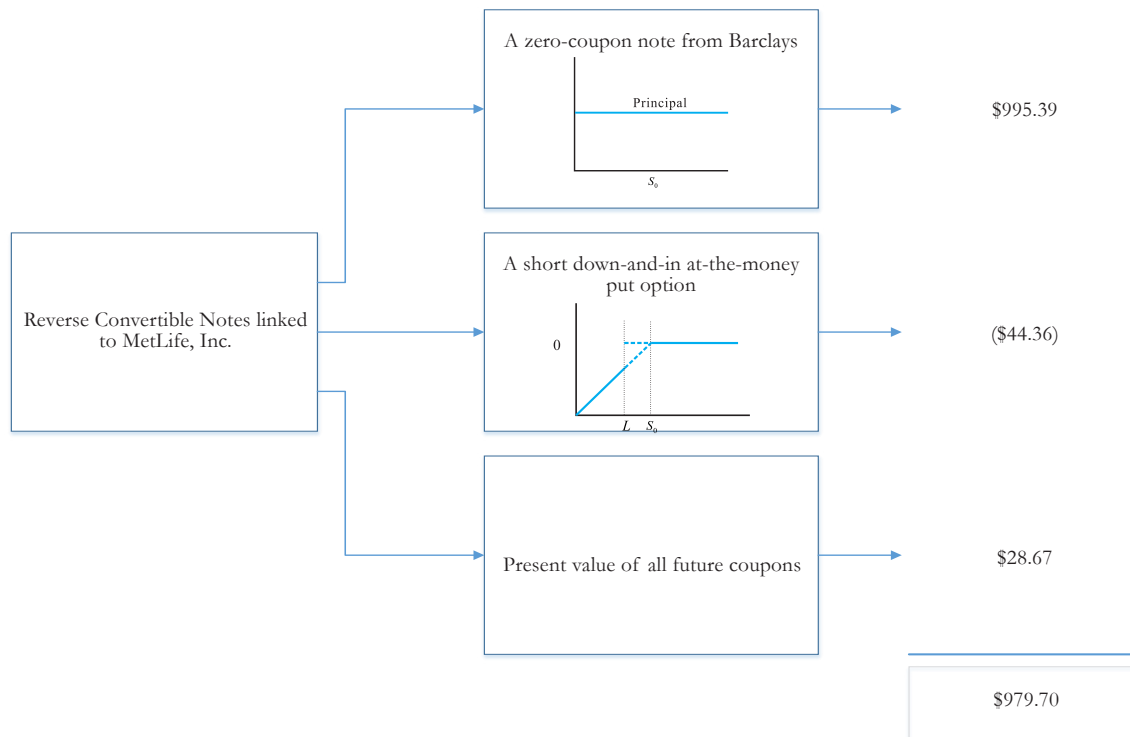 A zero-coupon note from Barclays
Principal
S₀
$995.39
Reverse Convertible Notes linked
to MetLife, Inc.
A short down-and-in at-the-money
put option
0
L S₀
($44.36)
Present value of all future coupons
$28.67
$979.70